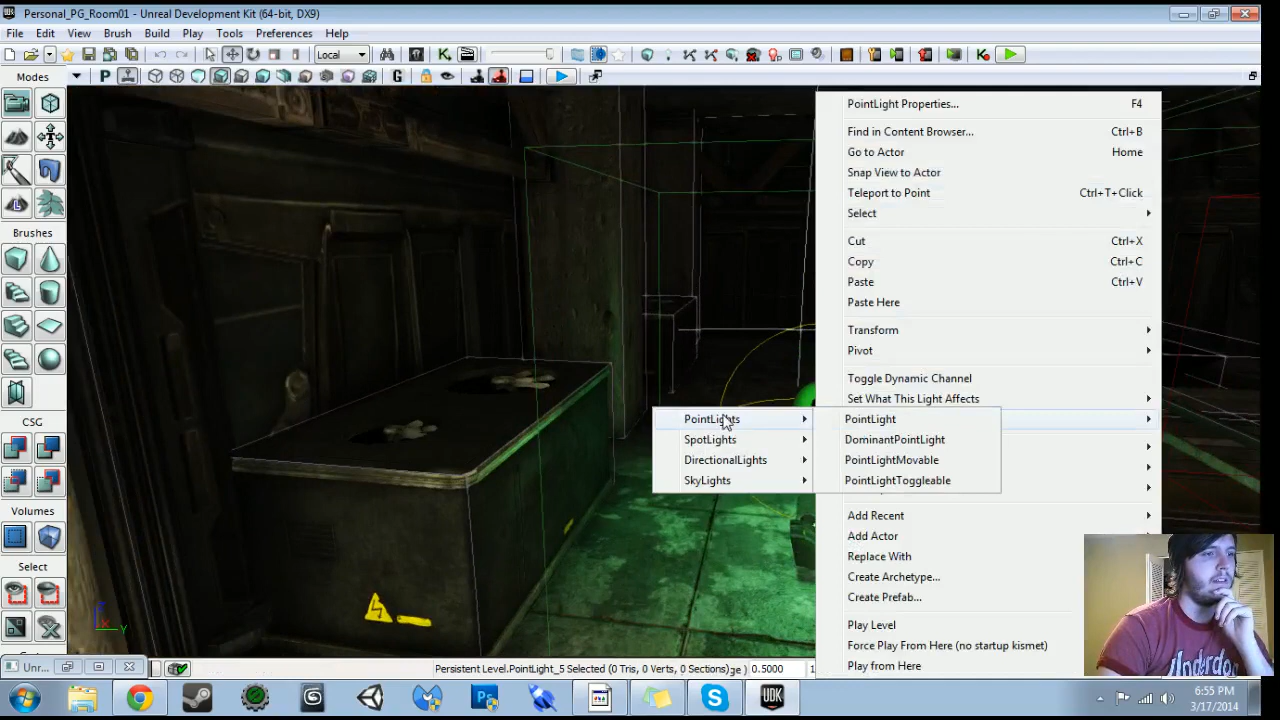 Personal_PG_Room01 - Unreal Development Kit (64-bit, DX9)
File Edit View Brush Build Play Tools Preferences Help
Local
Modes
P
G
Brushes
CSG
Volumes
Select
PointLight Properties... F4
Find in Content Browser... Ctrl+B
Go to Actor Home
Snap View to Actor
Teleport to Point Ctrl+T+Click
Select
Cut Ctrl+X
Copy Ctrl+C
Paste Ctrl+V
Paste Here
Transform
Pivot
Toggle Dynamic Channel
Set What This Light Affects
PointLights
SpotLights
DirectionalLights
SkyLights
PointLight
DominantPointLight
PointLightMovable
PointLightToggleable
Add Recent
Add Actor
Replace With
Create Archetype...
Create Prefab...
Play Level
Force Play From Here (no startup kismet)
Play from Here
Z
X
Y
Unr...
Persistent Level.PointLight_5 Selected (0 Tris, 0 Verts, 0 Sections)
0.5000
6:55 PM
3/17/2014